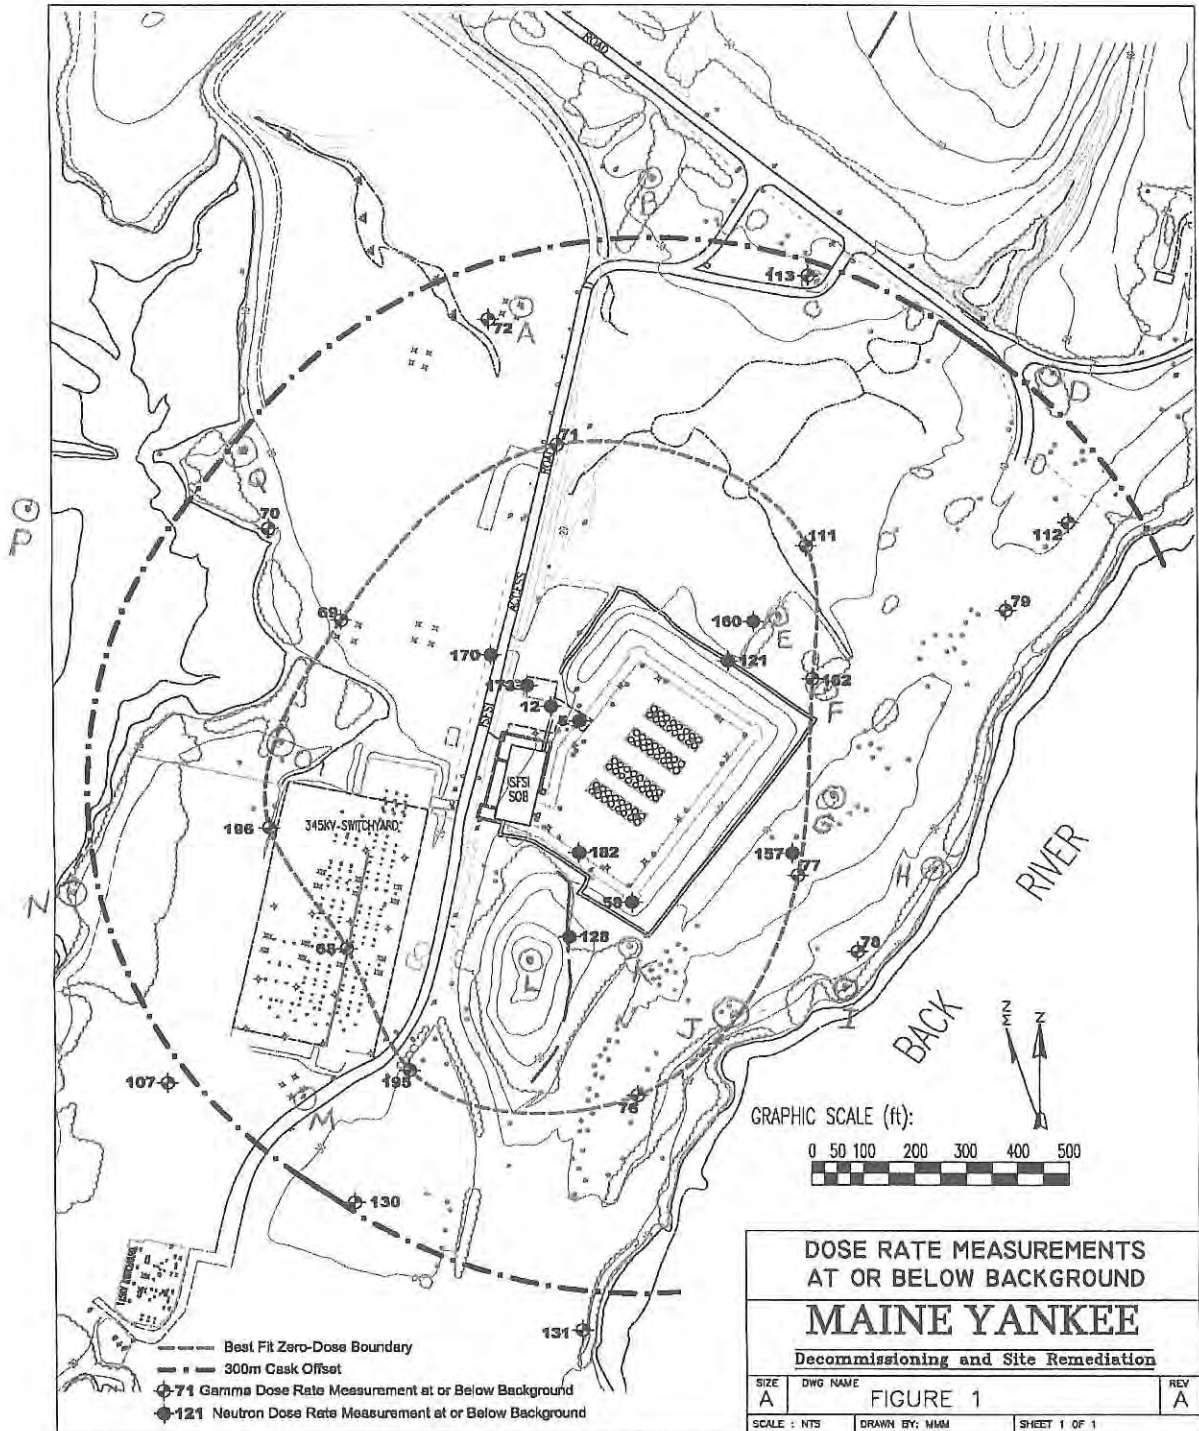 ROAD
B
113
72
A
D
71
ROAD
Q
70
P
112
111
79
69
160
E
ACCESS
170
121
162
173
F
12
5
ISFSI
ISFSI
SOB
G
196
345KV-SWITCHYARD
182
157
77
H
RIVER
N
58
128
68
78
L
K
J
I
BACK
N
107
195
76
M
GRAPHIC SCALE (ft):
0 50 100 200 300 400 500
130
131
Best Fit Zero-Dose Boundary
300m Cask Offset
71 Gamma Dose Rate Measurement at or Below Background
121 Neutron Dose Rate Measurement at or Below Background
DOSE RATE MEASUREMENTS
AT OR BELOW BACKGROUND
MAINE YANKEE
Decommissioning and Site Remediation
SIZE DWG NAME REV
A FIGURE 1 A
SCALE : NTS DRAWN BY: MMM SHEET 1 OF 1